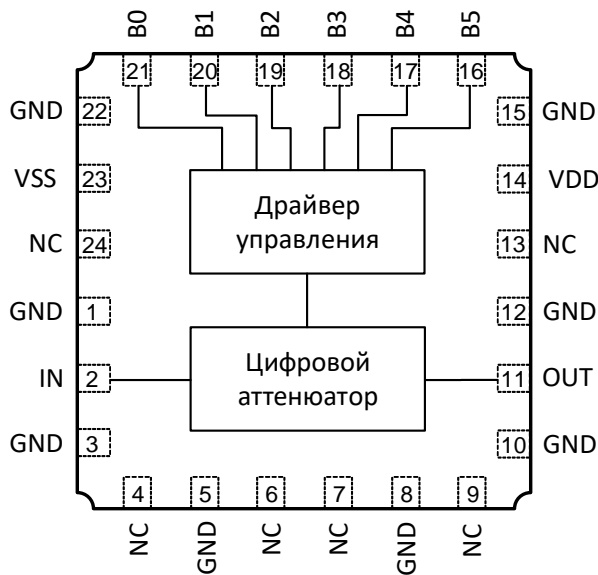 B0 B1 B2 B3 B4 B5
21 20 19 18 17 16
GND 22 15 GND
VSS 23 14 VDD
Драйвер
управления
NC 24 13 NC
GND 1 12 GND
Цифровой
аттенюатор
IN 2 11 OUT
GND 3 10 GND
4 5 6 7 8 9
NC GND NC NC GND NC